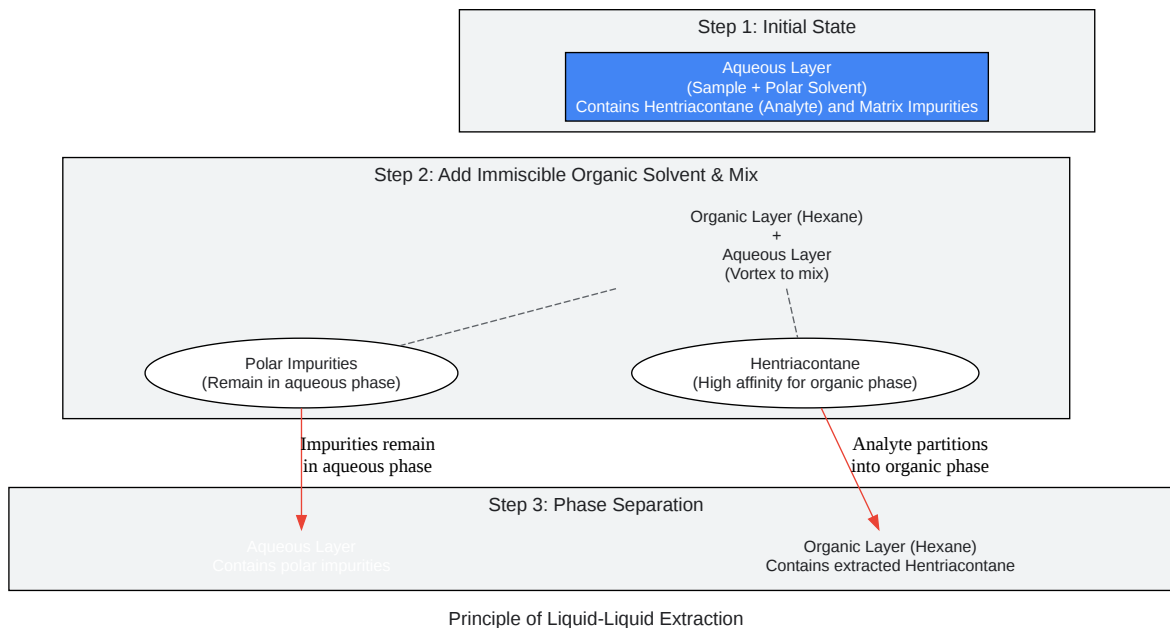 Step 1: Initial State
Aqueous Layer
(Sample + Polar Solvent)
Contains Hentriacontane (Analyte) and Matrix Impurities
Step 2: Add Immiscible Organic Solvent & Mix
Organic Layer (Hexane)
+
Aqueous Layer
(Vortex to mix)
Polar Impurities
(Remain in aqueous phase)
Hentriacontane
(High affinity for organic phase)
Impurities remain
in aqueous phase
Analyte partitions
into organic phase
Step 3: Phase Separation
Aqueous Layer
Contains polar impurities
Organic Layer (Hexane)
Contains extracted Hentriacontane
Principle of Liquid-Liquid Extraction